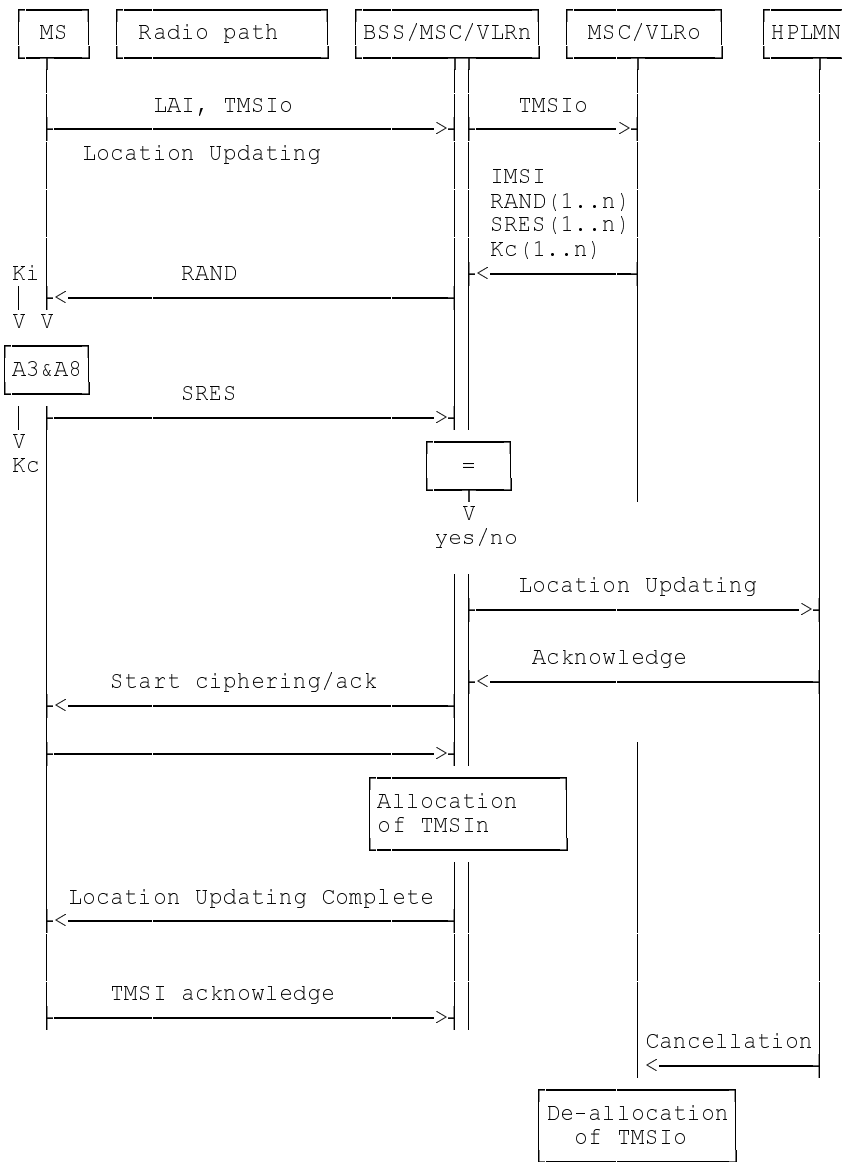 MS Radio path BSS/MSC/VLRn MSC/VLRo HPLMN
LAI, TMSIo TMSIo
Location Updating
IMSI
RAND(1..n)
SRES(1..n)
Kc(1..n)
Ki RAND
V V
A3&A8
SRES
V
Kc
=
V
yes/no
Location Updating
Acknowledge
Start ciphering/ack
Allocation
of TMSIn
Location Updating Complete
TMSI acknowledge
Cancellation
De-allocation
of TMSIo